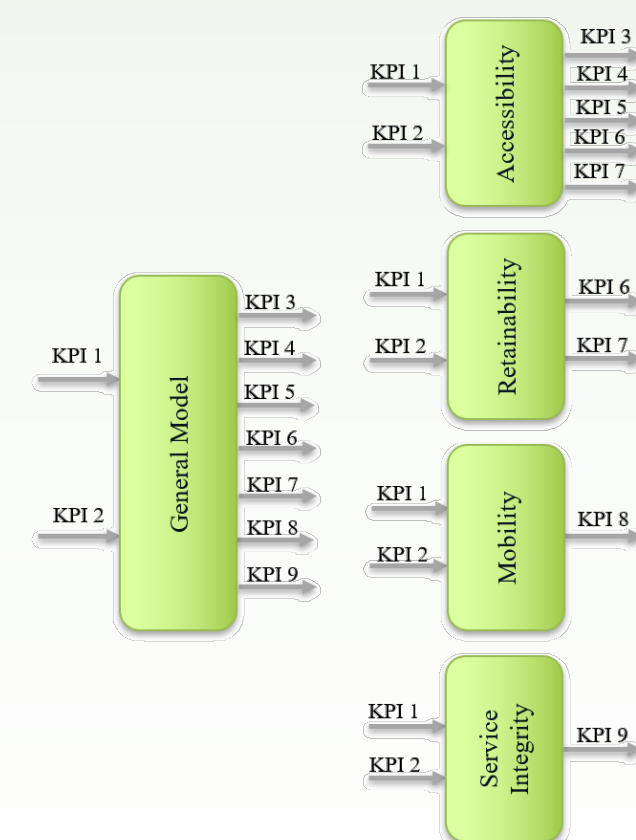 KPI 1
KPI 2
General Model
KPI 3
KPI 4
KPI 5
KPI 6
KPI 7
KPI 8
KPI 9
KPI 1
KPI 2
Accessibility
KPI 3
KPI 4
KPI 5
KPI 6
KPI 7
KPI 1
KPI 2
Retainability
KPI 6
KPI 7
KPI 1
KPI 2
Mobility
KPI 8
KPI 1
KPI 2
Service
Integrity
KPI 9